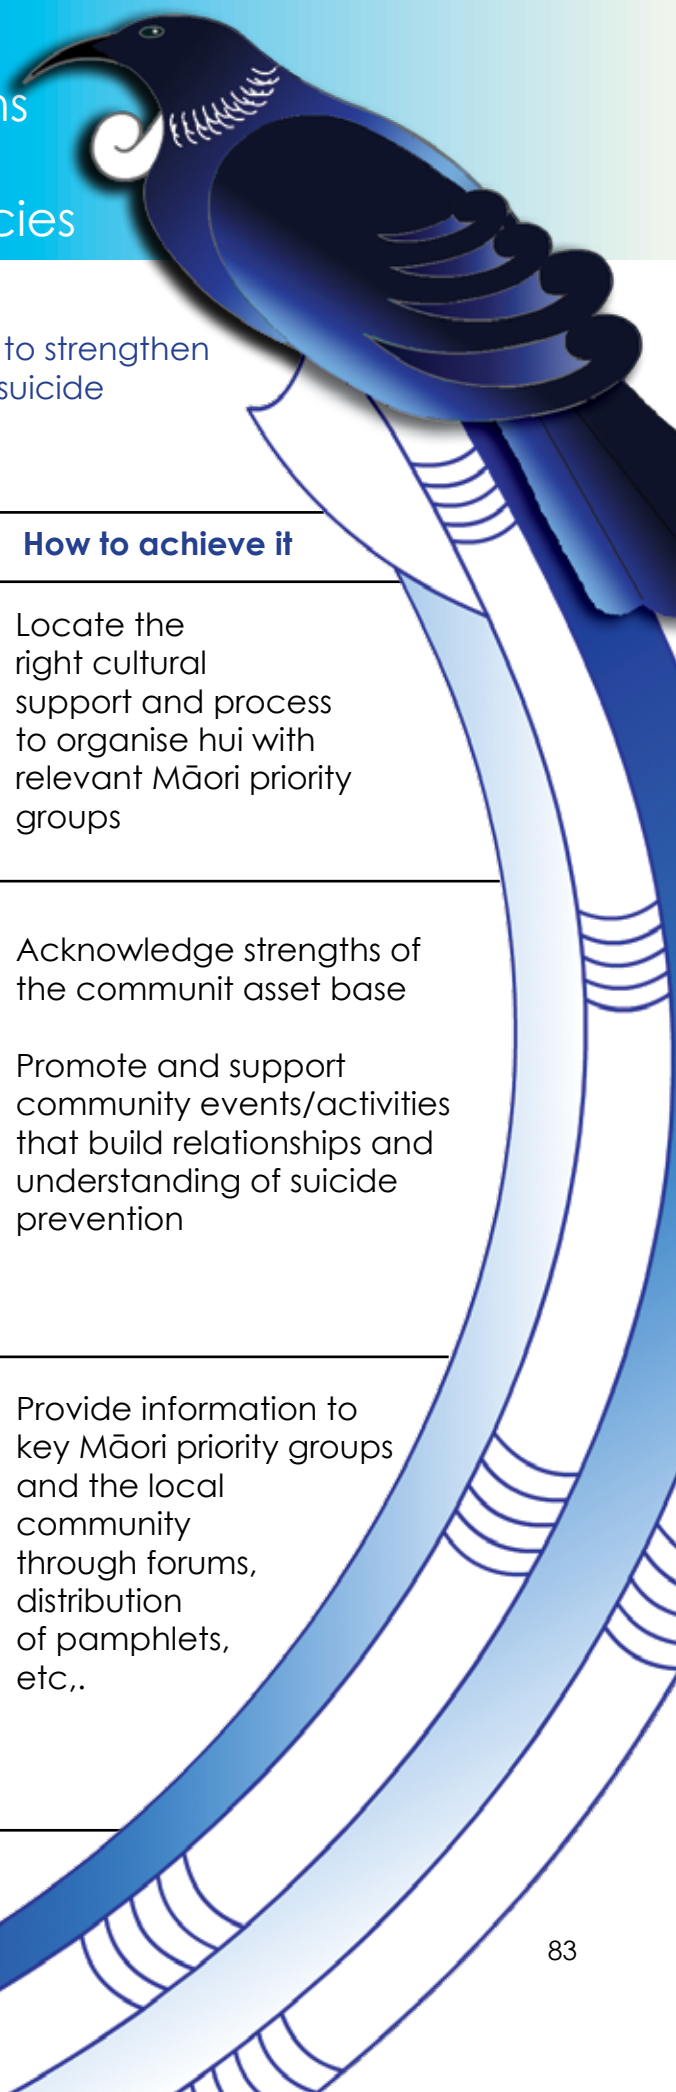 ns
cies
to strengthen
suicide
How to achieve it
Locate the
right cultural
support and process
to organise hui with
relevant Māori priority
groups
Acknowledge strengths of
the communit asset base
Promote and support
community events/activities
that build relationships and
understanding of suicide
prevention
Provide information to
key Māori priority groups
and the local
community
through forums,
distribution
of pamphlets,
etc,.
83